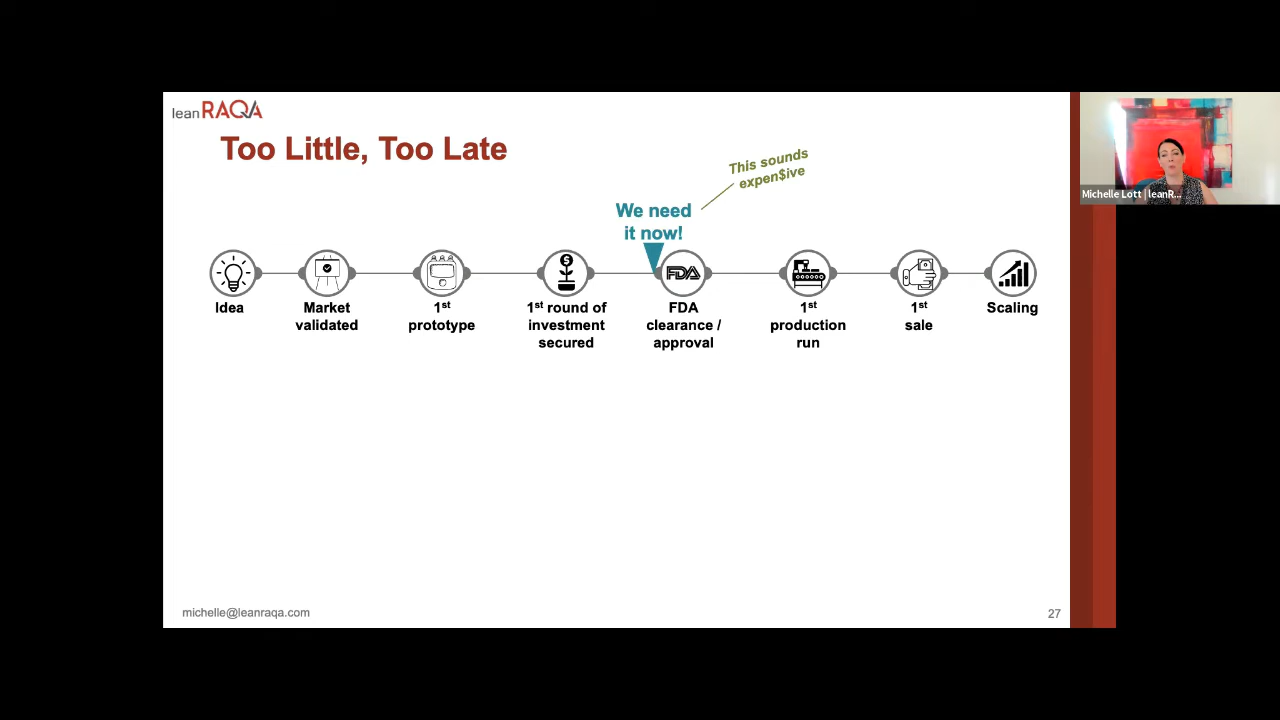 lean RAQA
Too Little, Too Late
This sounds
expen$ive
We need
it now!
$
FDA
Idea
Market
validated
1st
prototype
1st round of
investment
secured
FDA
clearance /
approval
1st
production
run
1st
sale
Scaling
michelle@leanraqa.com
27
Michelle Lott | leanR...